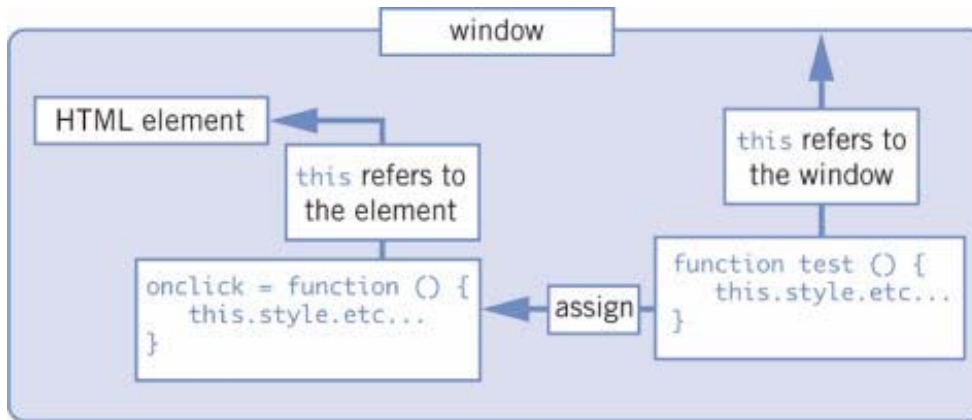 window
HTML element
this refers to
the element
this refers to
the window
onclick = function () {
this.style.etc...
}
assign
function test () {
this.style.etc...
}